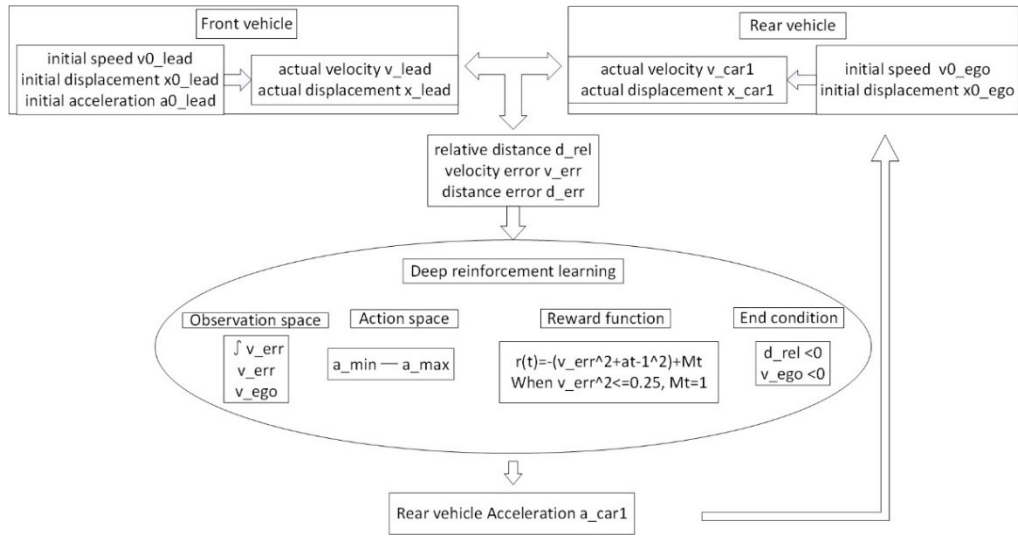 Front vehicle
initial speed v0_lead
initial displacement x0_lead
initial acceleration a0_lead
actual velocity v_lead
actual displacement x_lead
Rear vehicle
actual velocity v_car1
actual displacement x_car1
initial speed v0_ego
initial displacement x0_ego
relative distance d_rel
velocity error v_err
distance error d_err
Deep reinforcement learning
Observation space
∫ v_err
v_err
v_ego
Action space
a_min — a_max
Reward function
r(t)=-(v_err^2+at-1^2)+Mt
When v_err^2<=0.25, Mt=1
End condition
d_rel <0
v_ego <0
Rear vehicle Acceleration a_car1